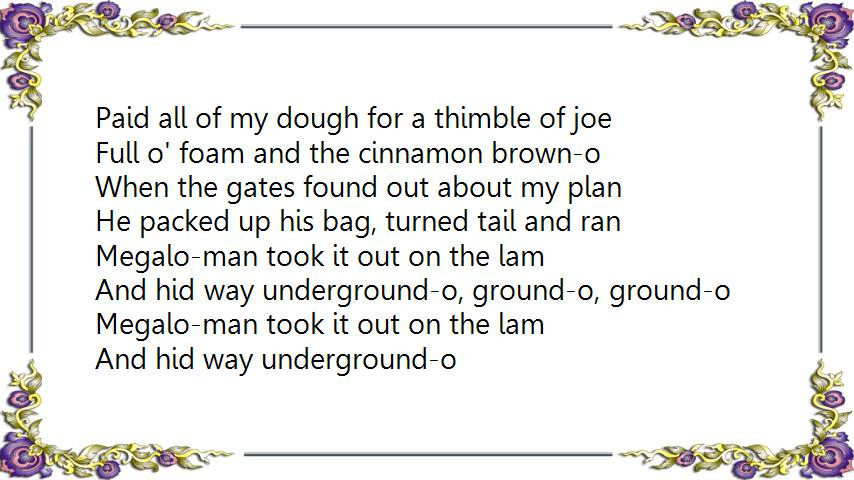 Paid all of my dough for a thimble of joe
Full o' foam and the cinnamon brown-o
When the gates found out about my plan
He packed up his bag, turned tail and ran
Megalo-man took it out on the lam
And hid way underground-o, ground-o, ground-o
Megalo-man took it out on the lam
And hid way underground-o